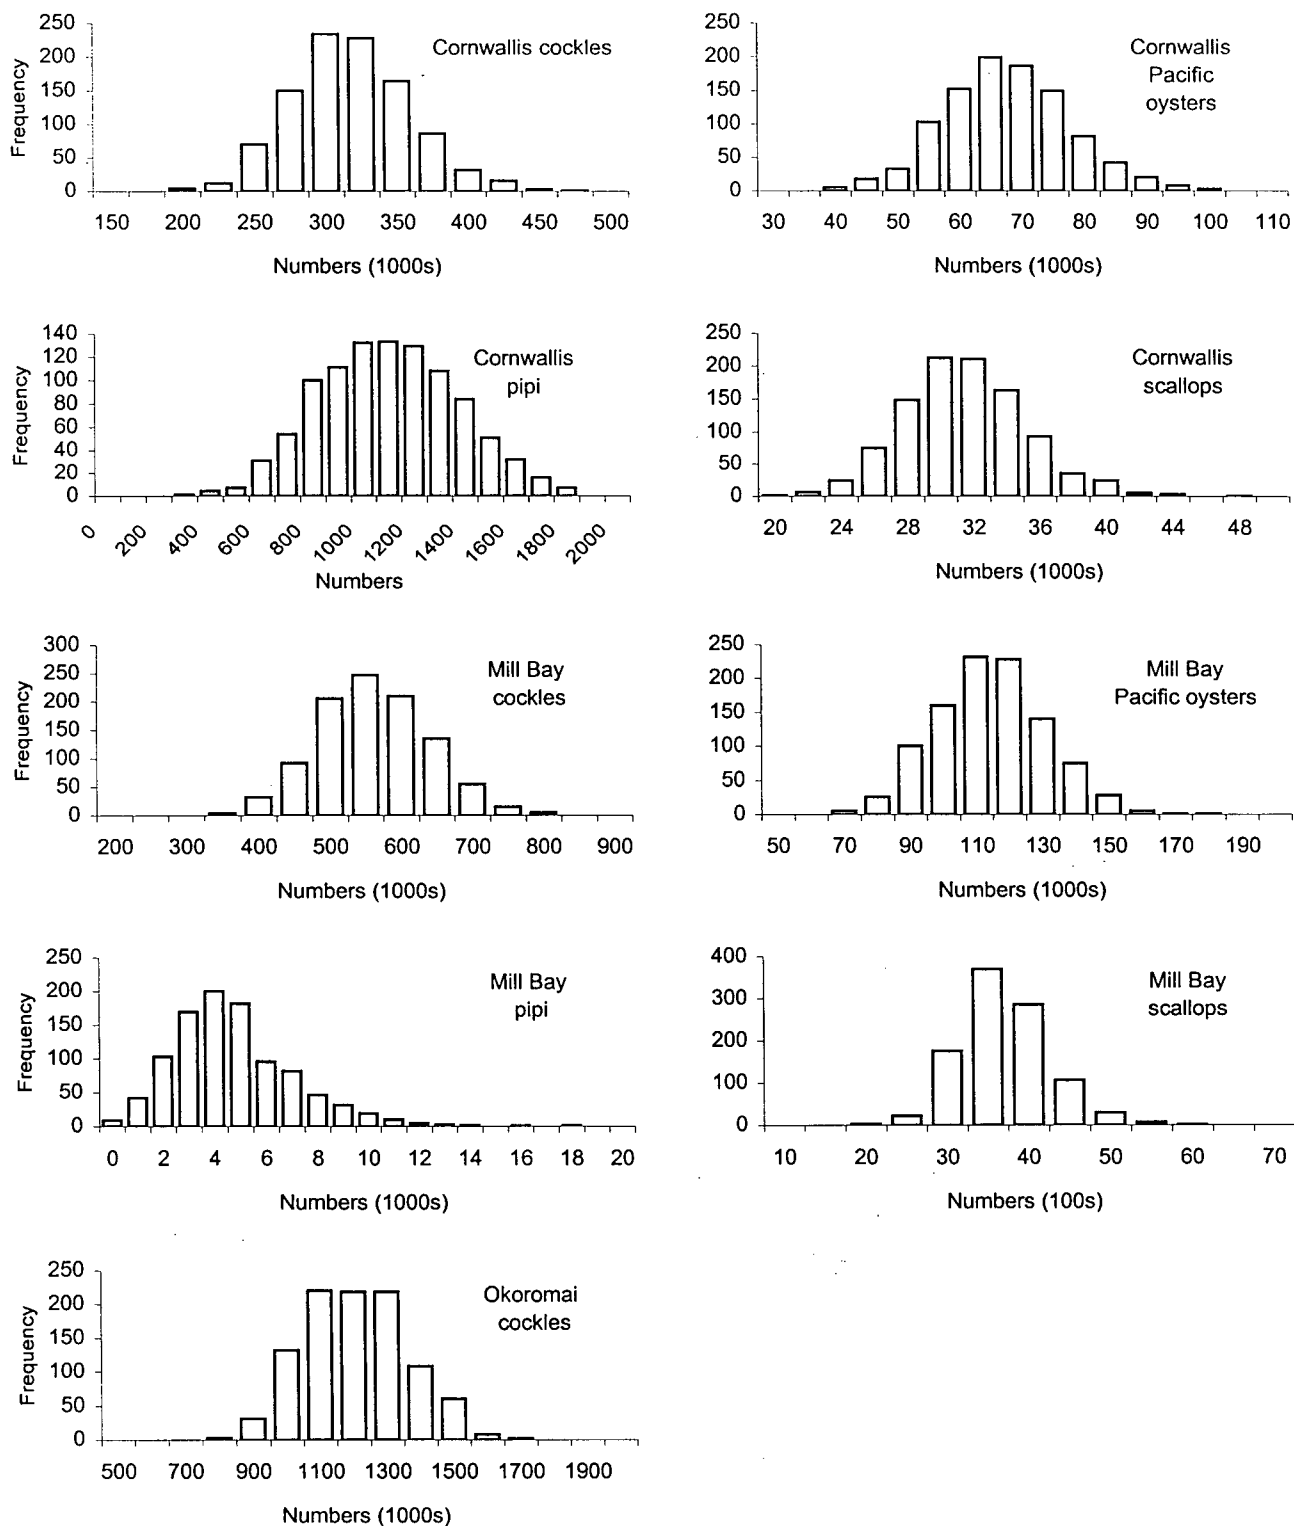 250
200
150
100
50
0
Frequency
Cornwallis cockles
150 200 250 300 350 400 450 500
Numbers (1000s)
250
200
150
100
50
0
Cornwallis
Pacific
oysters
30 40 50 60 70 80 90 100 110
Numbers (1000s)
140
120
100
80
60
40
20
0
Frequency
Cornwallis
pipi
0 200 400 600 800 1000 1200 1400 1600 1800 2000
Numbers
250
200
150
100
50
0
Cornwallis
scallops
20 24 28 32 36 40 44 48
Numbers (1000s)
300
250
200
150
100
50
0
Frequency
Mill Bay
cockles
200 300 400 500 600 700 800 900
Numbers (1000s)
250
200
150
100
50
0
Mill Bay
Pacific oysters
50 70 90 110 130 150 170 190
Numbers (1000s)
250
200
150
100
50
0
Frequency
Mill Bay
pipi
0 2 4 6 8 10 12 14 16 18 20
Numbers (1000s)
400
300
200
100
0
Mill Bay
scallops
10 20 30 40 50 60 70
Numbers (100s)
250
200
150
100
50
0
Frequency
Okoromai
cockles
500 700 900 1100 1300 1500 1700 1900
Numbers (1000s)